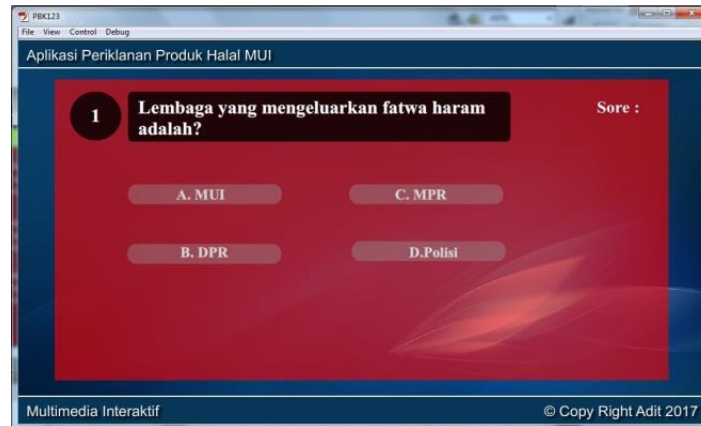 PBK123
File View Control Debug
Aplikasi Periklanan Produk Halal MUI
1
Lembaga yang mengeluarkan fatwa haram
adalah?
Sore :
A. MUI
C. MPR
B. DPR
D.Polisi
Multimedia Interaktif
© Copy Right Adit 2017